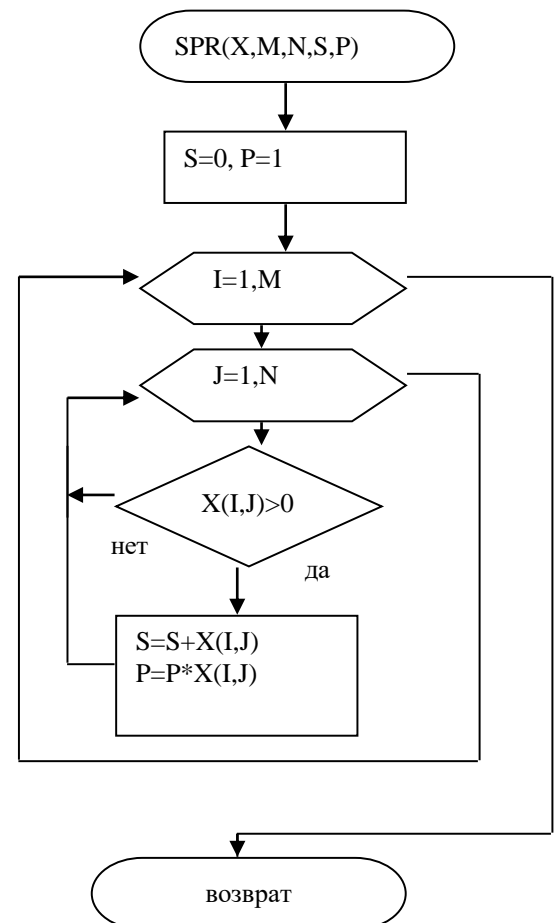 SPR(X,M,N,S,P)
S=0, P=1
I=1,M
J=1,N
X(I,J)>0
нет
да
S=S+X(I,J)
P=P*X(I,J)
возврат